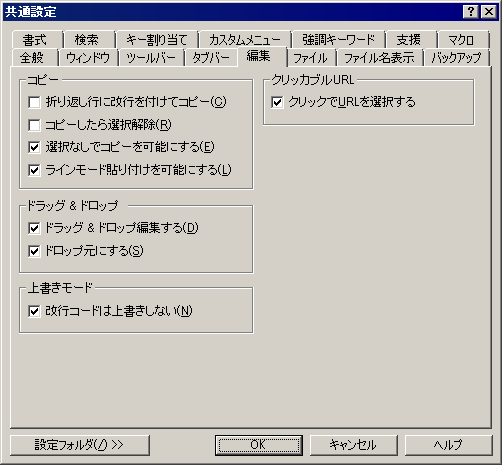 共通設定
書式 検索 キー割り当て カスタムメニュー 強調キーワード 支援 マクロ
全般 ウィンドウ ツールバー タブバー 編集 ファイル ファイル名表示 バックアップ
コピー
折り返し行に改行を付けてコピー(C)
コピーしたら選択解除(R)
選択なしでコピーを可能にする(E)
ラインモード貼り付けを可能にする(L)
ドラッグ & ドロップ
ドラッグ & ドロップ編集する(D)
ドロップ元にする(S)
上書きモード
改行コードは上書きしない(N)
クリッカブルURL
クリックでURLを選択する
設定フォルダ(/) >>
OK
キャンセル
ヘルプ